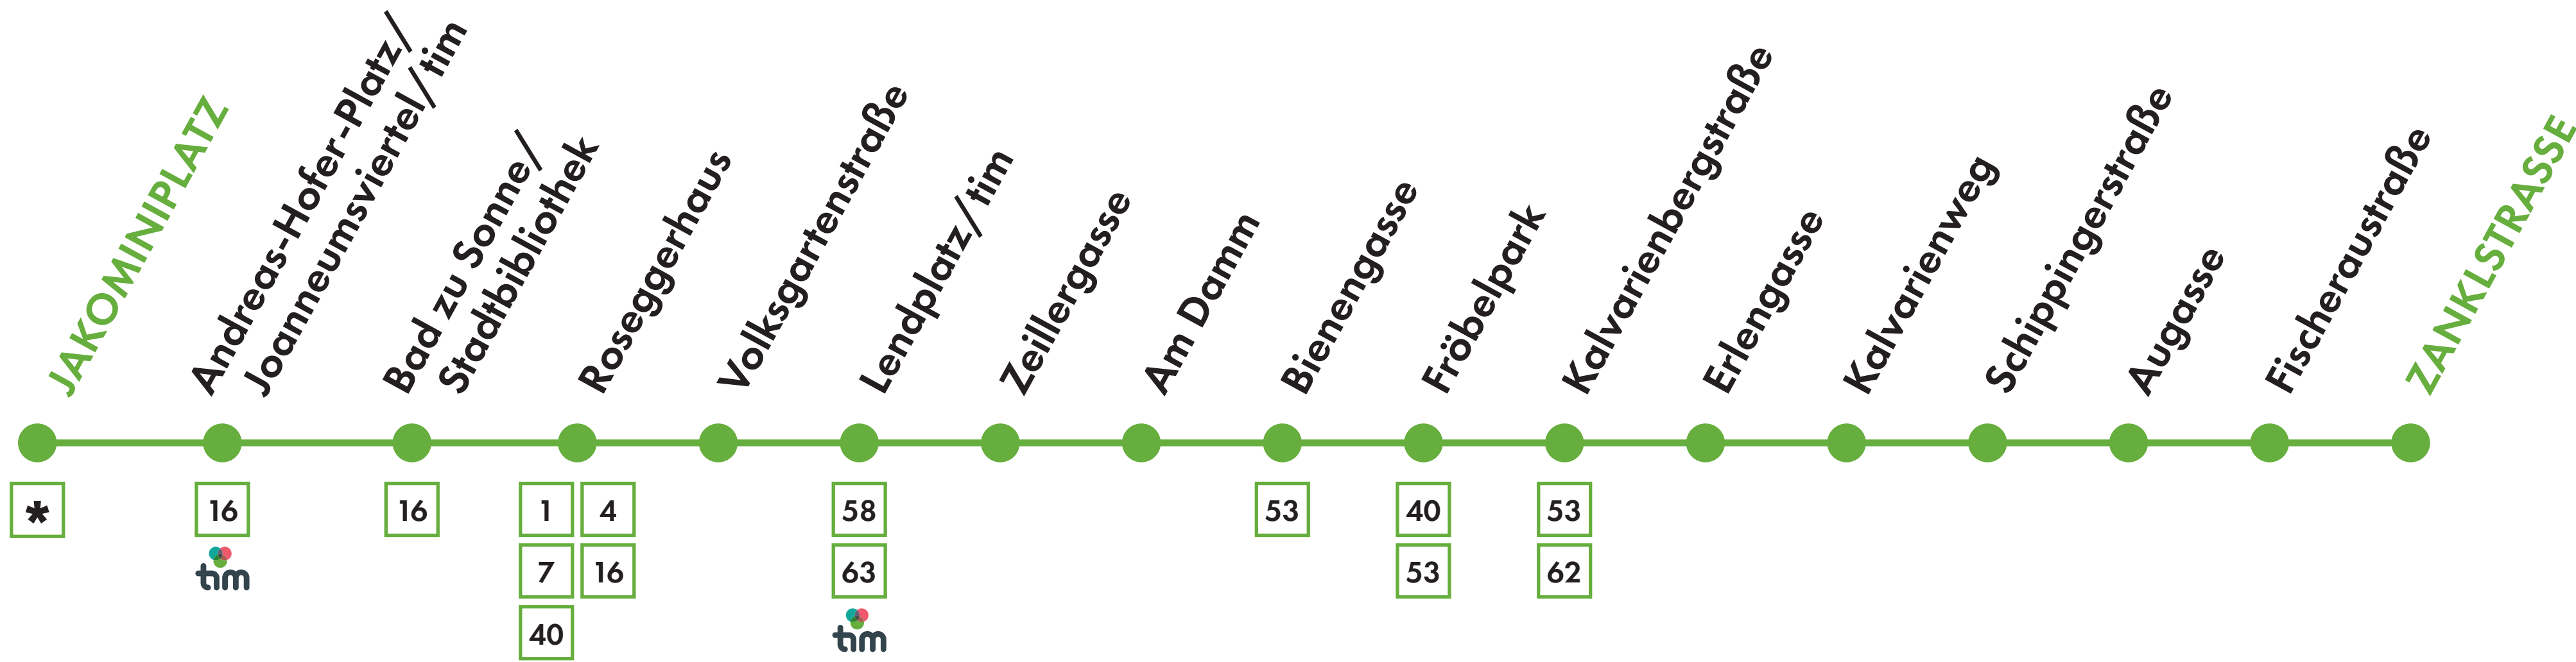 JAKOMINIPLATZ
Andreas-Hofer-Platz/
Joanneumsviertel/tim
Bad zu Sonne/
Stadtbibliothek
Roseggerhaus
Volksgartenstraße
Lendplatz/tim
Zeillergasse
Am Damm
Bienengasse
Fröbelpark
Kalvarienbergstraße
Erlengasse
Kalvarienweg
Schippingerstraße
Augasse
Fischeraustraße
ZANKLSTRASSE
*
16
tim
16
1 4
7 16
40
58
63
tim
53
40
53
53
62